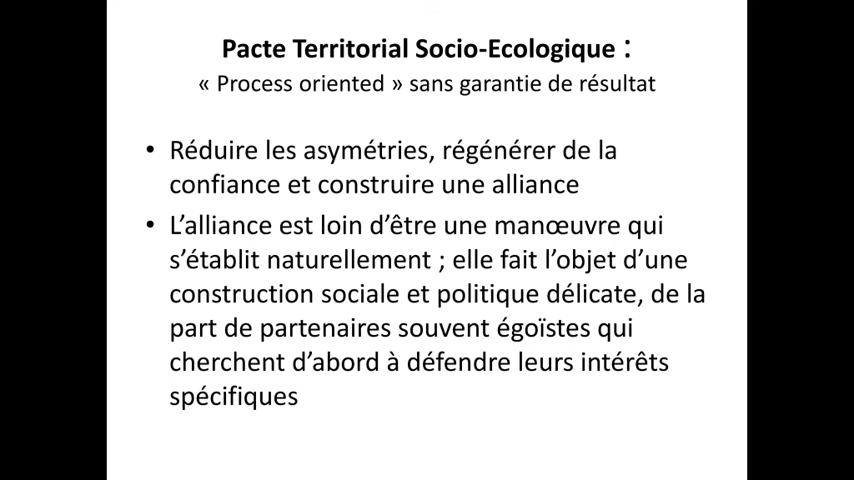 Pacte Territorial Socio-Ecologique :
« Process oriented » sans garantie de résultat
• Réduire les asymétries, régénérer de la
confiance et construire une alliance
• L’alliance est loin d’être une manœuvre qui
s’établit naturellement ; elle fait l’objet d’une
construction sociale et politique délicate, de la
part de partenaires souvent égoïstes qui
cherchent d’abord à défendre leurs intérêts
spécifiques